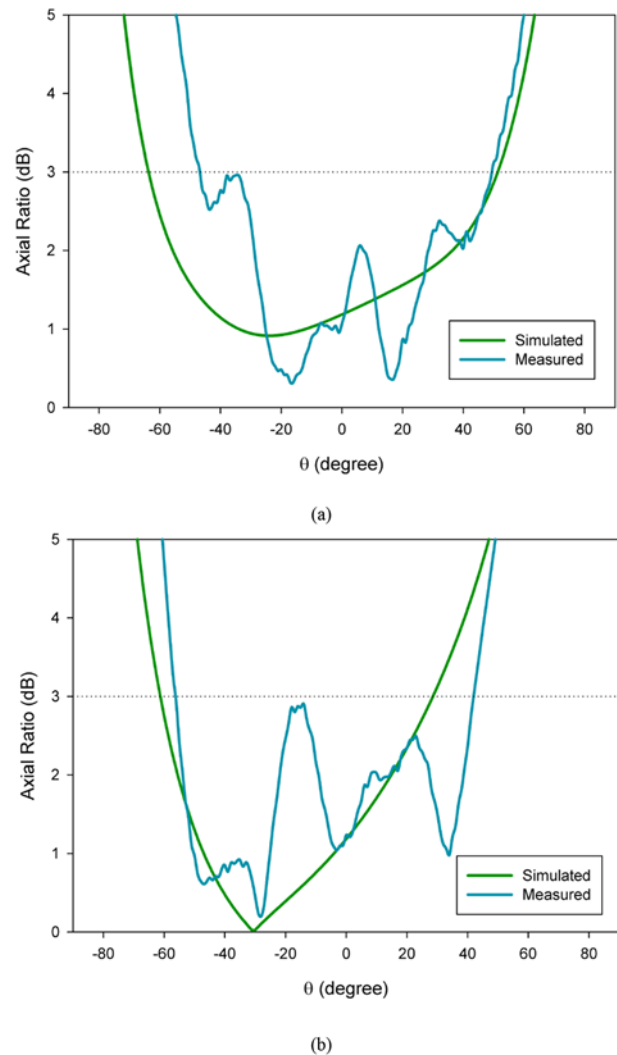 5
4
3
2
1
0
Axial Ratio (dB)
Simulated
Measured
-80 -60 -40 -20 0 20 40 60 80
θ (degree)
(a)
5
4
3
2
1
0
Axial Ratio (dB)
Simulated
Measured
-80 -60 -40 -20 0 20 40 60 80
θ (degree)
(b)